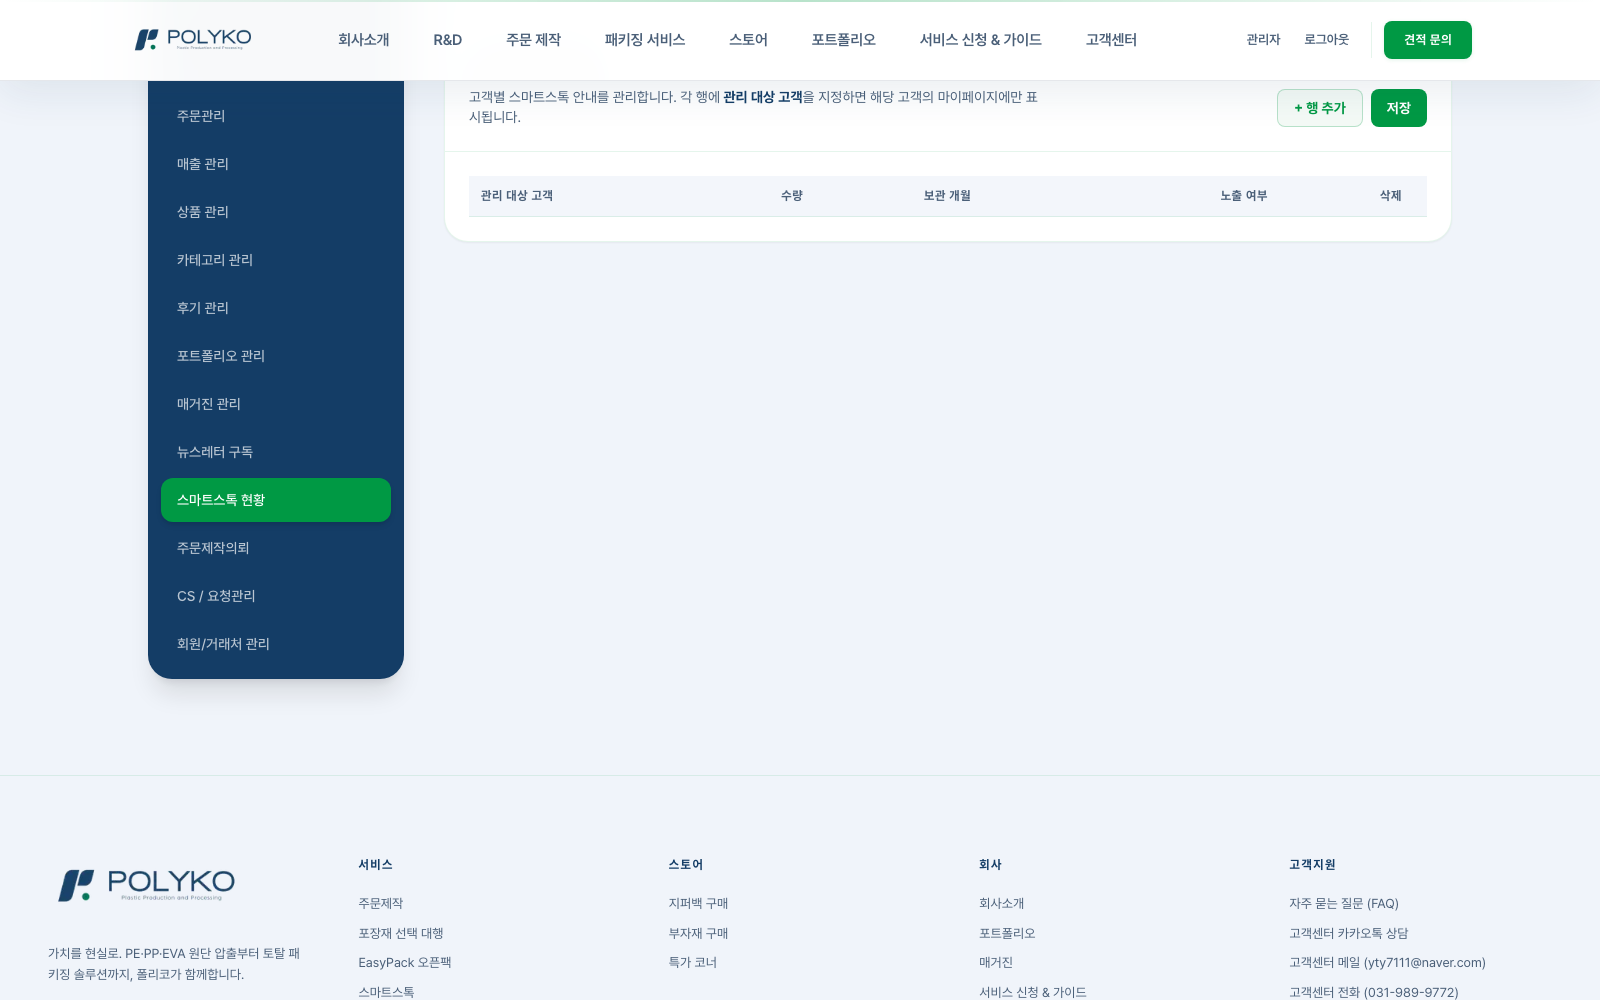 POLYKO
Plastic Production and Processing
회사소개
R&D
주문 제작
패키징 서비스
스토어
포트폴리오
서비스 신청 & 가이드
고객센터
관리자
로그아웃
견적 문의
주문관리
매출 관리
상품 관리
카테고리 관리
후기 관리
포트폴리오 관리
매거진 관리
뉴스레터 구독
스마트스톡 현황
주문제작의뢰
CS / 요청관리
회원/거래처 관리
고객별 스마트스톡 안내를 관리합니다. 각 행에 관리 대상 고객을 지정하면 해당 고객의 마이페이지에만 표
시됩니다.
+ 행 추가
저장
관리 대상 고객
수량
보관 개월
노출 여부
삭제
POLYKO
Plastic Production and Processing
가치를 현실로. PE·PP·EVA 원단 압출부터 토탈 패
키징 솔루션까지, 폴리코가 함께합니다.
서비스
주문제작
포장재 선택 대행
EasyPack 오픈팩
스마트스톡
스토어
지퍼백 구매
부자재 구매
특가 코너
회사
회사소개
포트폴리오
매거진
서비스 신청 & 가이드
고객지원
자주 묻는 질문 (FAQ)
고객센터 카카오톡 상담
고객센터 메일 (yty7111@naver.com)
고객센터 전화 (031-989-9772)